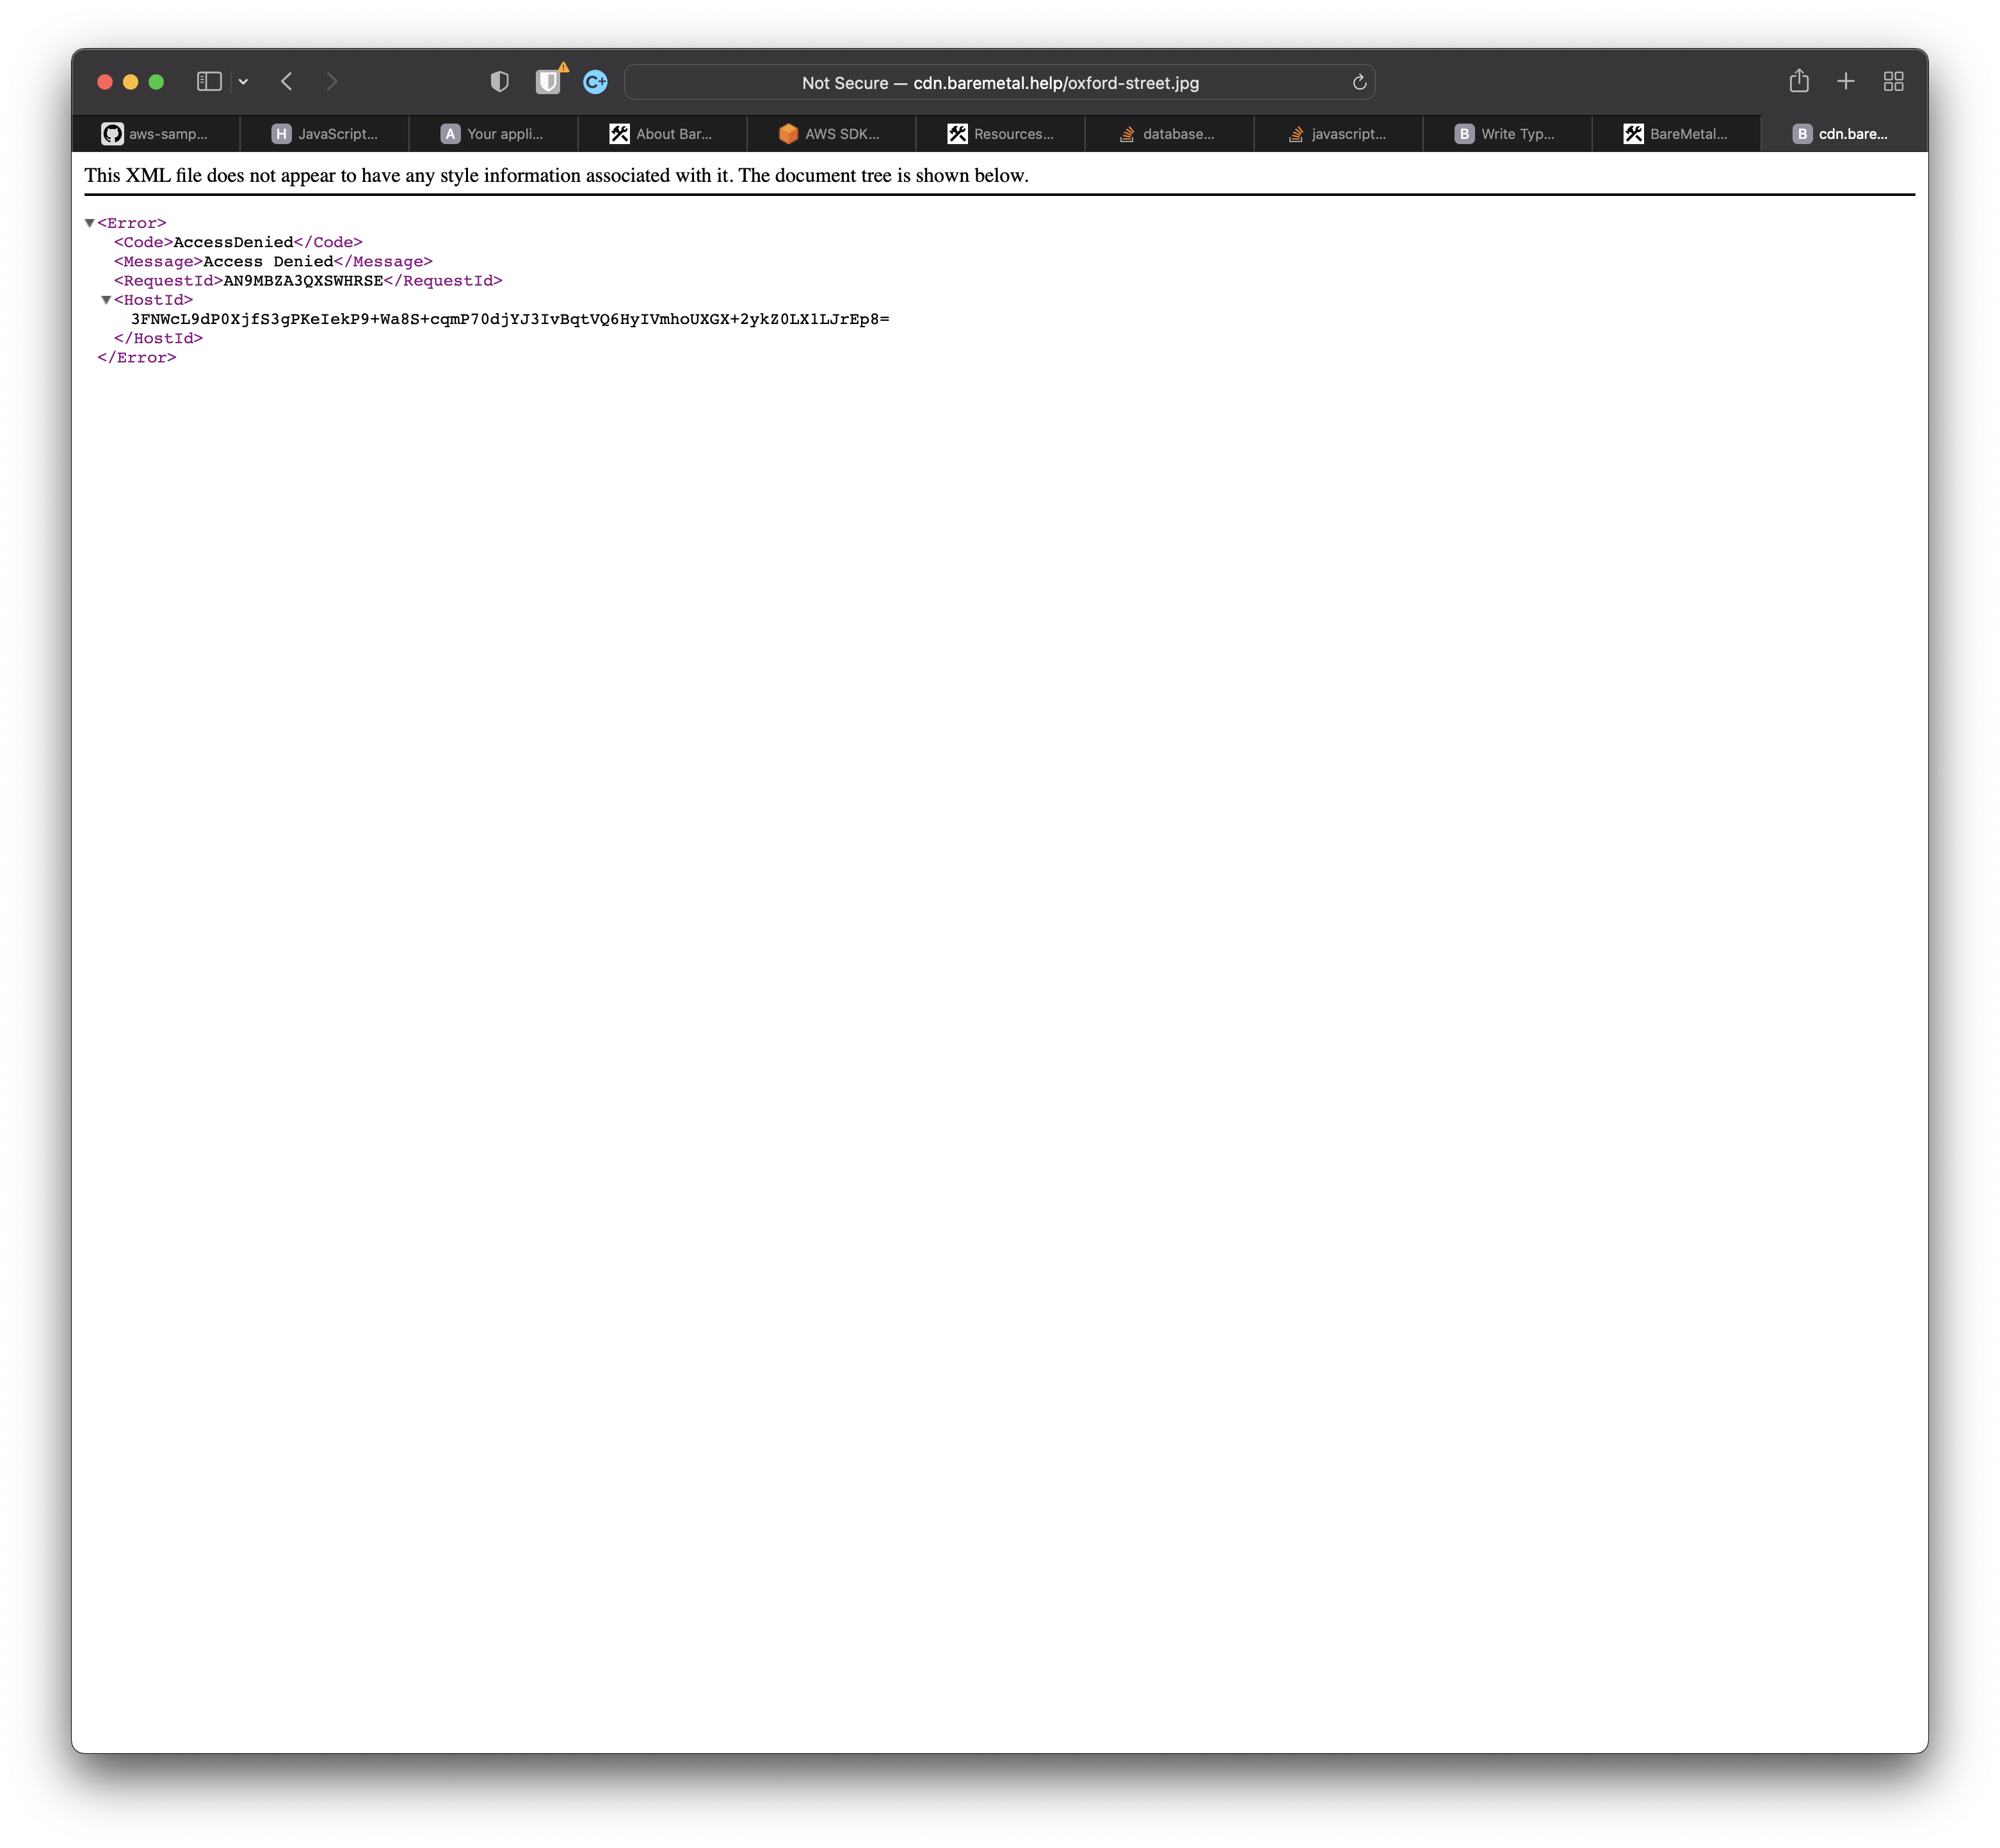 Not Secure — cdn.baremetal.help/oxford-street.jpg
aws-samp... H JavaScript... A Your appli... About Bar... AWS SDK... Resources... database... javascript... B Write Typ... BareMetal... B cdn.bare...
This XML file does not appear to have any style information associated with it. The document tree is shown below.
<Error>
<Code>AccessDenied</Code>
<Message>Access Denied</Message>
<RequestId>AN9MBZA3QXSWHRSE</RequestId>
<HostId>
3FNWcL9dP0XjfS3gPKeIekP9+Wa8S+cqmP70djYJ3IvBqtVQ6HyIVmhoUXGX+2ykZ0LX1LJrEp8=
</HostId>
</Error>